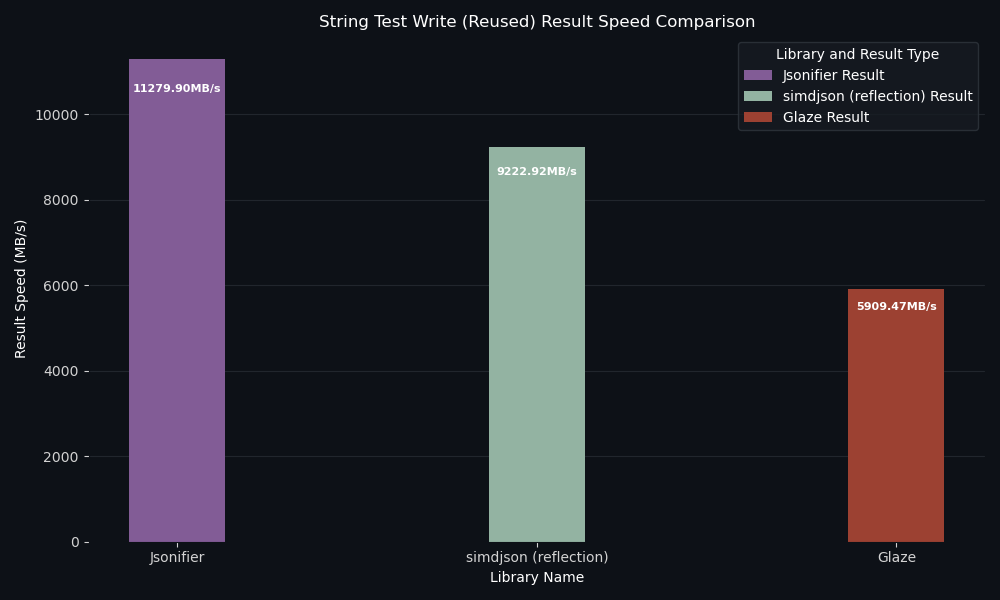 String Test Write (Reused) Result Speed Comparison
Library and Result Type
Jsonifier Result
simdjson (reflection) Result
Glaze Result
11279.90MB/s
9222.92MB/s
5909.47MB/s
Result Speed (MB/s)
10000
8000
6000
4000
2000
0
Jsonifier
simdjson (reflection)
Glaze
Library Name